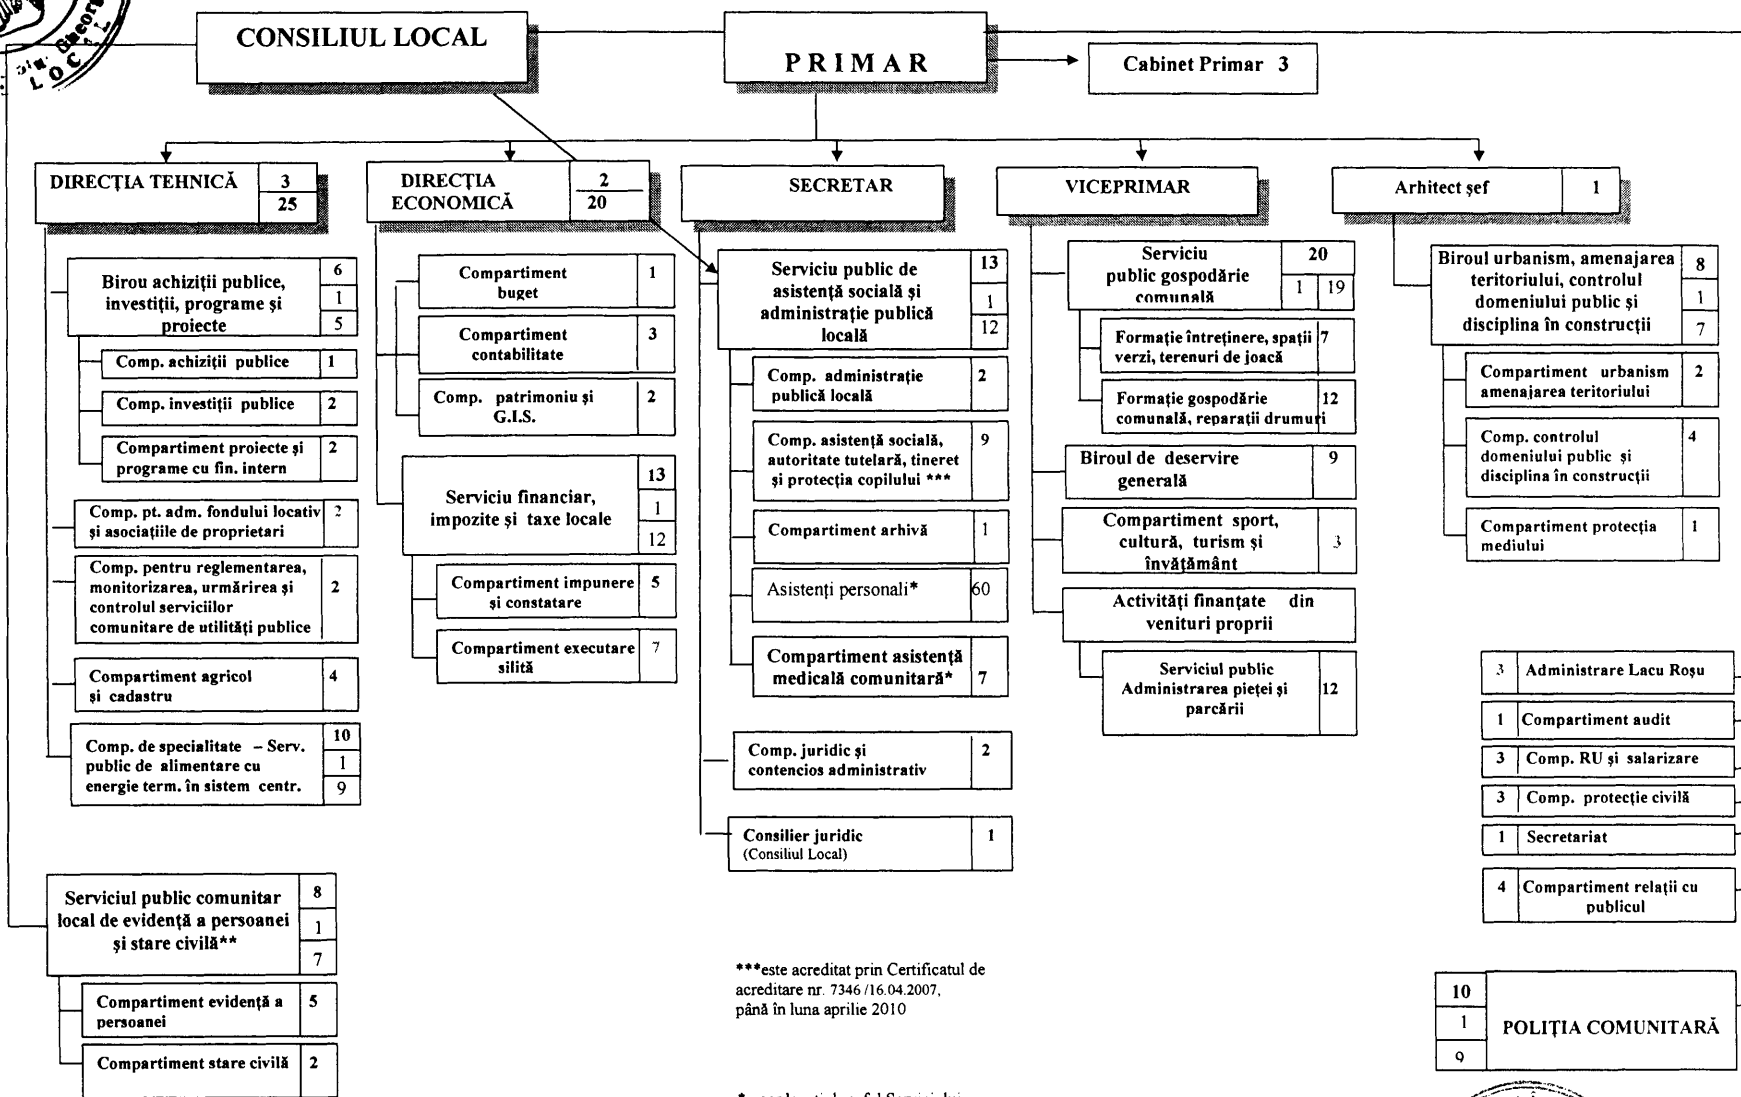 Gheorg
LOCAL
CONSILIUL LOCAL
PRIMAR
Cabinet Primar 3
DIRECȚIA TEHNICĂ
3
25
DIRECȚIA
ECONOMICĂ
2
20
SECRETAR
VICEPRIMAR
Arhitect șef
1
Birou achiziții publice,
investiții, programe și
proiecte
6
1
5
Comp. achiziții publice
1
Comp. investiții publice
2
Compartiment proiecte și
programe cu fin. intern
2
Comp. pt. adm. fondului locativ
și asociațiile de proprietari
2
Comp. pentru reglementarea,
monitorizarea, urmărirea și
controlul serviciilor
comunitare de utilități publice
2
Compartiment agricol
și cadastru
4
Comp. de specialitate – Serv.
public de alimentare cu
energie term. în sistem centr.
10
1
9
Serviciul public comunitar
local de evidență a persoanei
și stare civilă**
8
1
7
Compartiment evidență a
persoanei
5
Compartiment stare civilă
2
Compartiment
buget
1
Compartiment
contabilitate
3
Comp. patrimoniu și
G.I.S.
2
Serviciu financiar,
impozite și taxe locale
13
1
12
Compartiment impunere
și constatare
5
Compartiment executare
silită
7
Serviciu public de
asistență socială și
administrație publică
locală
13
1
12
Comp. administrație
publică locală
2
Comp. asistență socială,
autoritate tutelară, tineret
și protecția copilului ***
9
Compartiment arhivă
1
Asistenți personali*
60
Compartiment asistență
medicală comunitară*
7
Comp. juridic și
contencios administrativ
2
Consilier juridic
(Consiliul Local)
1
***este acreditat prin Certificatul de
acreditare nr. 7346 /16.04.2007,
până în luna aprilie 2010
Serviciu
public gospodărie
comunală
20
1 19
Formație întreținere, spații
verzi, terenuri de joacă
7
Formație gospodărie
comunală, reparații drumuri
12
Biroul de deservire
generală
9
Compartiment sport,
cultură, turism și
învățământ
3
Activități finanțate din
venituri proprii
Serviciul public
Administrarea pieței și
parcării
12
Biroul urbanism, amenajarea
teritoriului, controlul
domeniului public și
disciplina în construcții
8
1
7
Compartiment urbanism
amenajarea teritoriului
2
Comp. controlul
domeniului public și
disciplina în construcții
4
Compartiment protecția
mediului
1
3 Administrare Lacu Roșu
1 Compartiment audit
3 Comp. RU și salarizare
3 Comp. protecție civilă
1 Secretariat
4 Compartiment relații cu
publicul
10
1
9
POLIȚIA COMUNITARĂ